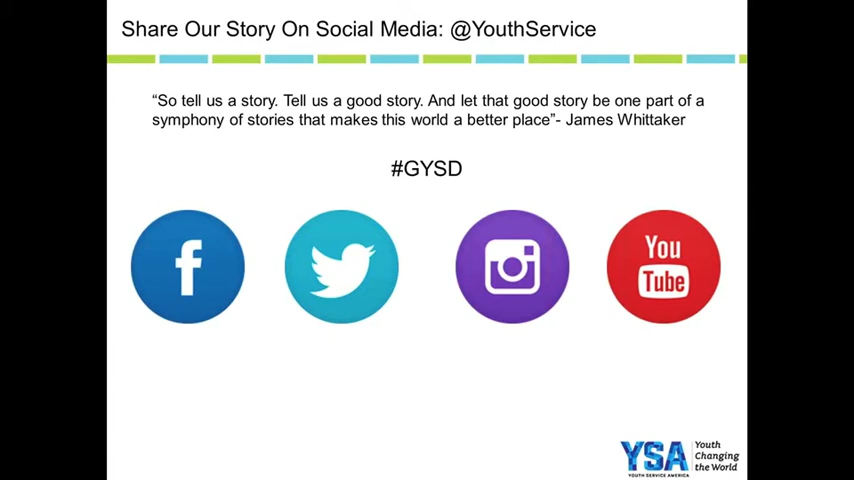 Share Our Story On Social Media: @YouthService
“So tell us a story. Tell us a good story. And let that good story be one part of a
symphony of stories that makes this world a better place”- James Whittaker
#GYSD
f
You
Tube
YSA
YOUTH SERVICE AMERICA
Youth
Changing
the World